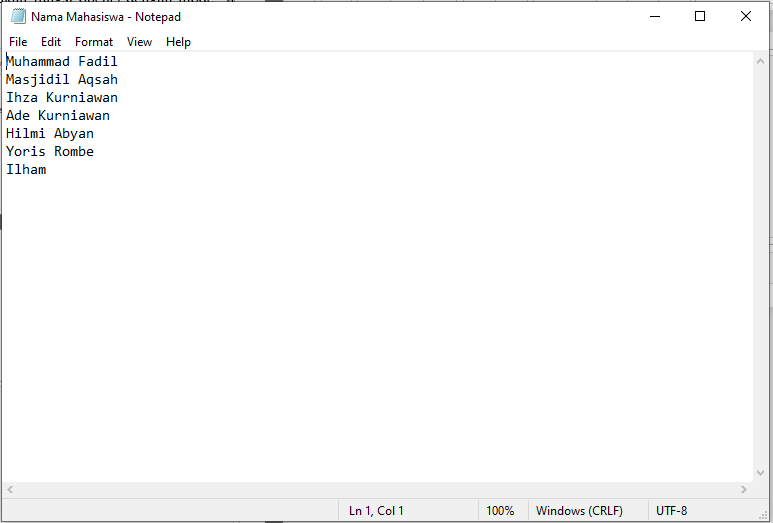 Nama Mahasiswa - Notepad
File Edit Format View Help
Muhammad Fadil
Masjidil Aqsah
Ihza Kurniawan
Ade Kurniawan
Hilmi Abyan
Yoris Rombe
Ilham
Ln 1, Col 1 100% Windows (CRLF) UTF-8